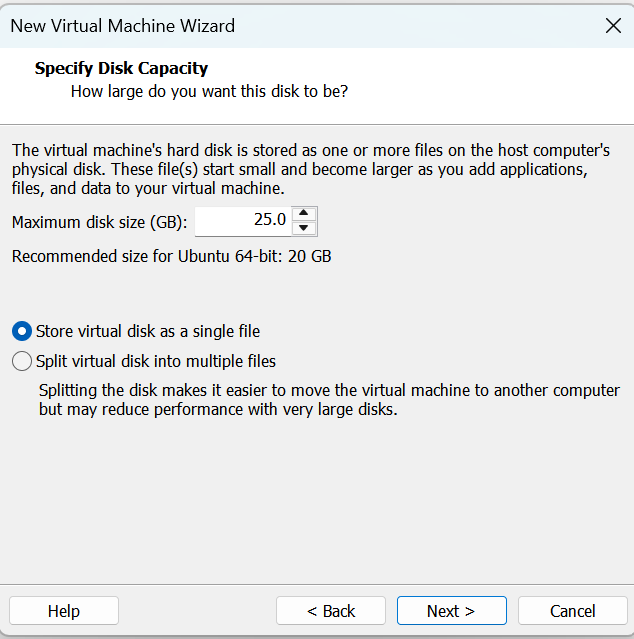 New Virtual Machine Wizard
Specify Disk Capacity
How large do you want this disk to be?
The virtual machine's hard disk is stored as one or more files on the host computer's
physical disk. These file(s) start small and become larger as you add applications,
files, and data to your virtual machine.
Maximum disk size (GB): 25.0
Recommended size for Ubuntu 64-bit: 20 GB
Store virtual disk as a single file
Split virtual disk into multiple files
Splitting the disk makes it easier to move the virtual machine to another computer
but may reduce performance with very large disks.
Help < Back Next > Cancel